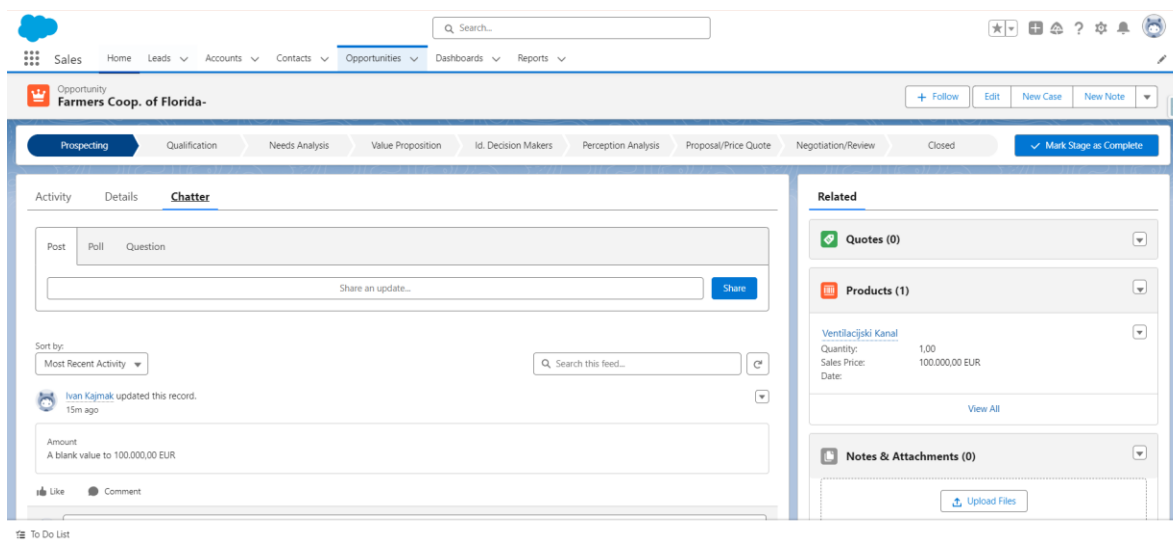 Search...
Sales Home Leads Accounts Contacts Opportunities Dashboards Reports
Opportunity
Farmers Coop. of Florida-
Follow Edit New Case New Note
Prospecting Qualification Needs Analysis Value Proposition Id. Decision Makers Perception Analysis Proposal/Price Quote Negotiation/Review Closed Mark Stage as Complete
Activity Details Chatter
Post Poll Question
Share an update... Share
Sort by:
Most Recent Activity Search this feed...
Ivan Kajmak updated this record.
15m ago
Amount
A blank value to 100.000,00 EUR
Like Comment
Related
Quotes (0)
Products (1)
Ventilacijski Kanal
Quantity: 1,00
Sales Price: 100.000,00 EUR
Date:
View All
Notes & Attachments (0)
Upload Files
To Do List